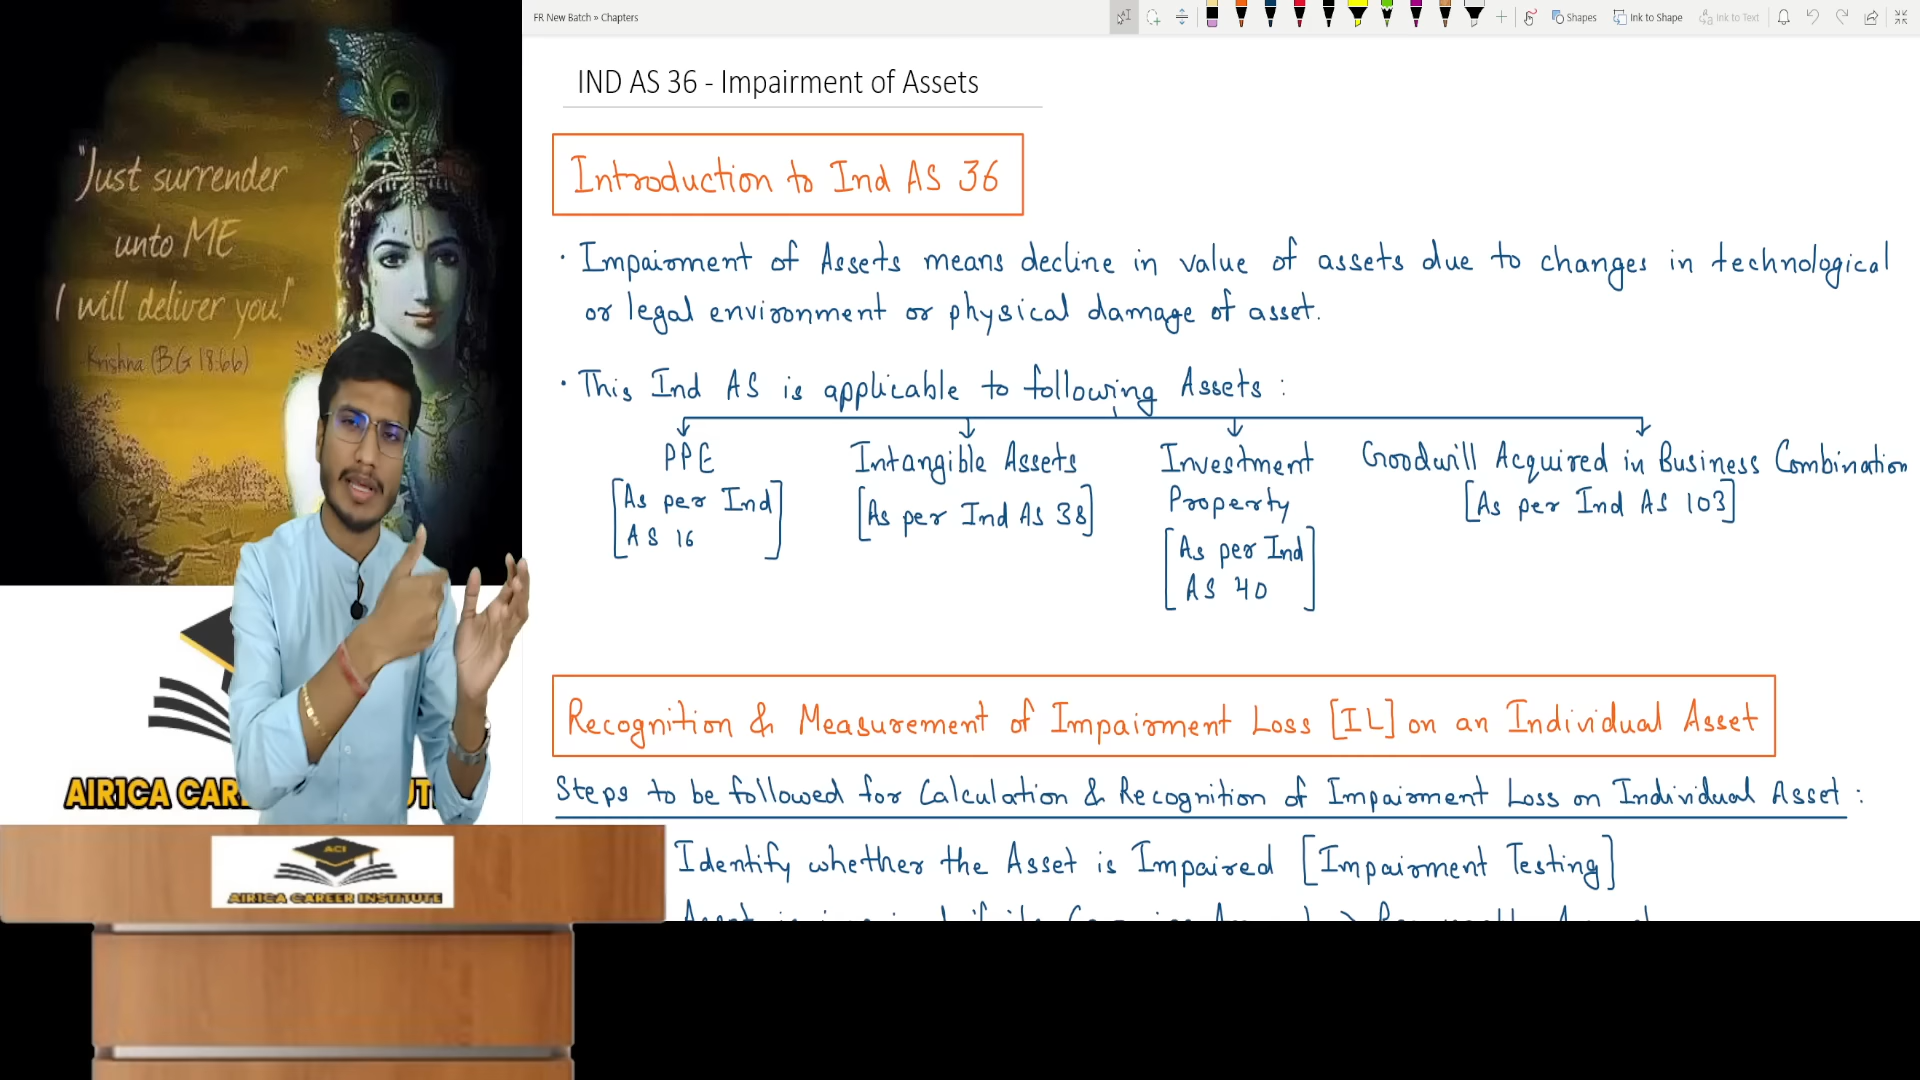 "Just surrender
unto ME
I will deliver you!"
Krishna (B.G 18:66)
AIR1CA CAR
UT
ACI
AIR1CA CAREER INSTITUTE
FR New Batch » Chapters
Shapes
Ink to Shape
Ink to Text
IND AS 36 - Impairment of Assets
Introduction to Ind AS 36
· Impairment of Assets means decline in value of assets due to changes in technological
or legal environment or physical damage of asset.
· This Ind AS is applicable to following Assets :
PPE
[As per Ind
AS 16]
Intangible Assets
[As per Ind AS 38]
Investment
Property
[As per Ind
AS 40]
Goodwill Acquired in Business Combination
[As per Ind AS 103]
Recognition & Measurement of Impairment Loss [IL] on an Individual Asset
Steps to be followed for Calculation & Recognition of Impairment Loss on Individual Asset :
Identify whether the Asset is Impaired [Impairment Testing]